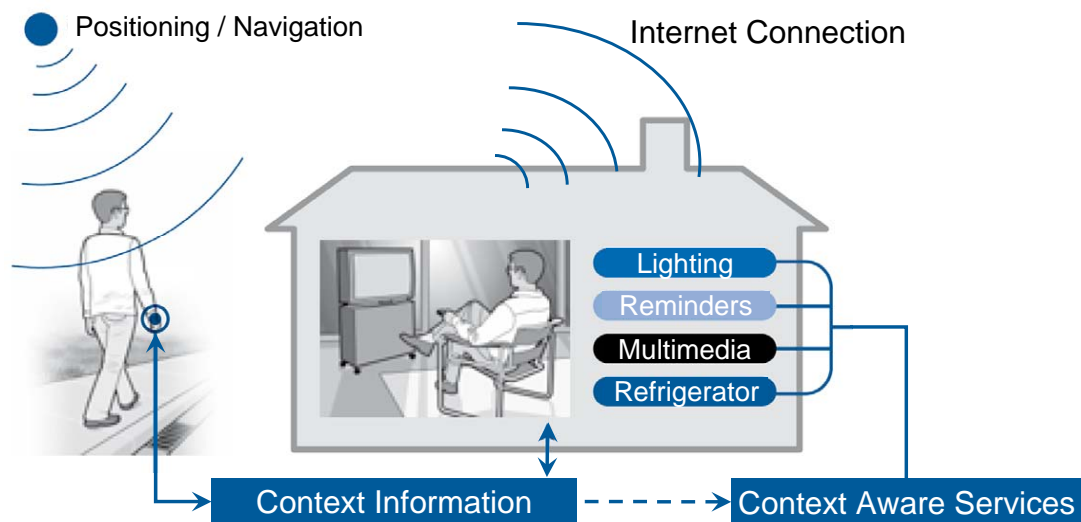 Positioning / Navigation
Internet Connection
Lighting
Reminders
Multimedia
Refrigerator
Context Information
Context Aware Services